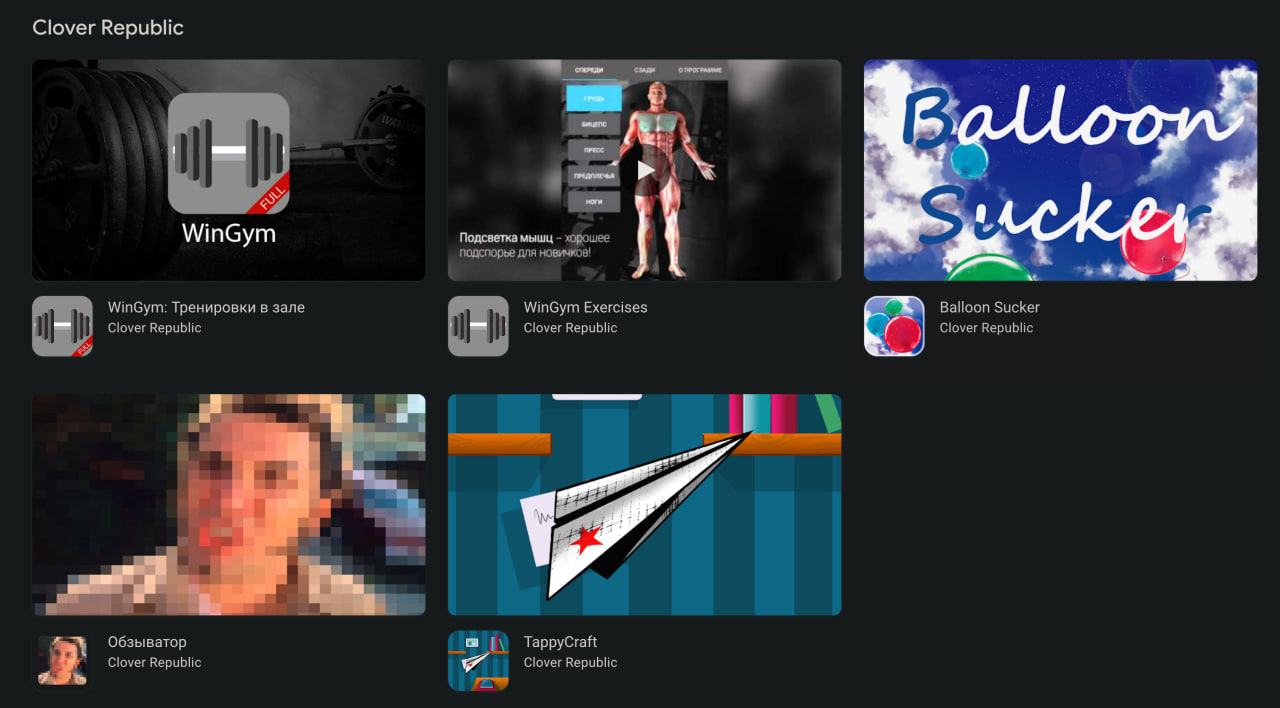 Clover Republic
FULL
WinGym
СПЕРЕДИ СЗАДИ О ПРОГРАММЕ
ГРУДЬ
БИЦЕПС
ПРЕСС
ПРЕДПЛЕЧЬЯ
НОГИ
Подсветка мышц – хорошее
подспорье для новичков!
Balloon
Sucker
FULL
WinGym: Тренировки в зале
Clover Republic
WinGym Exercises
Clover Republic
Balloon Sucker
Clover Republic
Обзыватор
Clover Republic
TappyCraft
Clover Republic